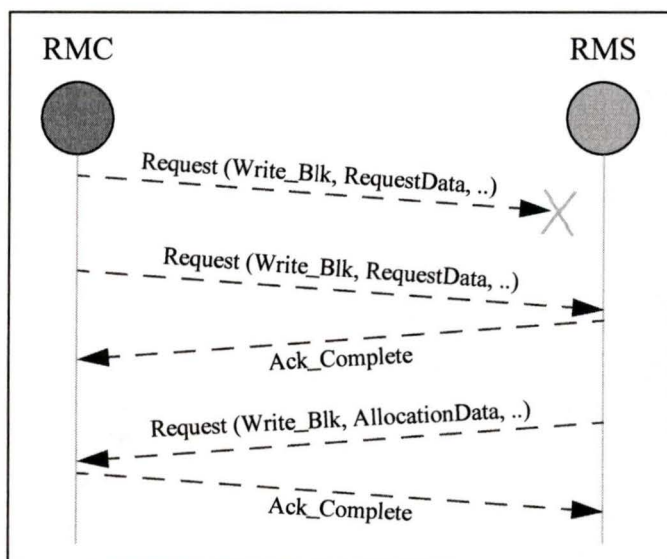 RMC
RMS
Request (Write_Blk, RequestData, ..)
Request (Write_Blk, RequestData, ..)
Ack_Complete
Request (Write_Blk, AllocationData, ..)
Ack_Complete